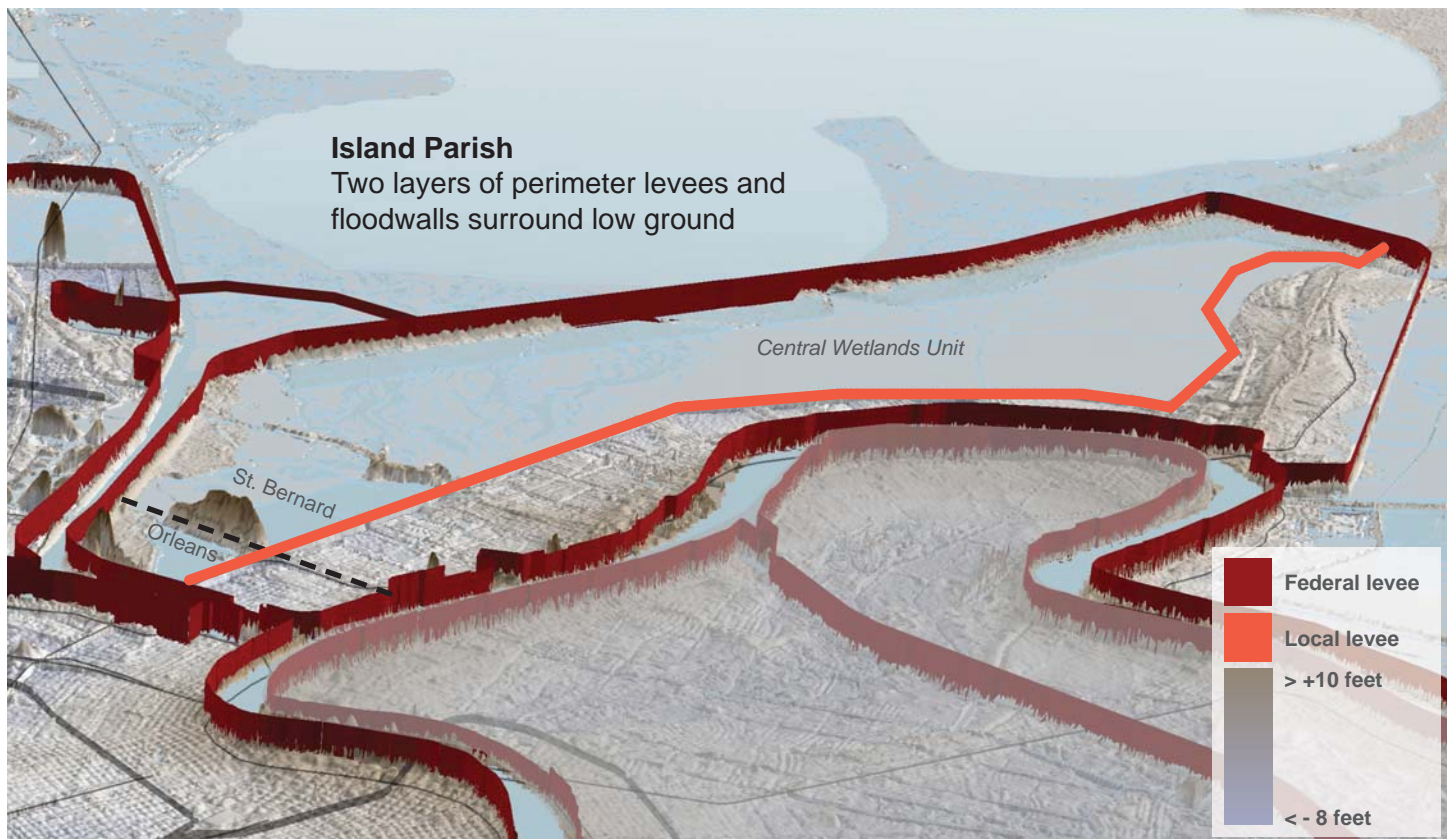 Island Parish
Two layers of perimeter levees and
floodwalls surround low ground
Central Wetlands Unit
St. Bernard
Orleans
Federal levee
Local levee
> +10 feet
< - 8 feet